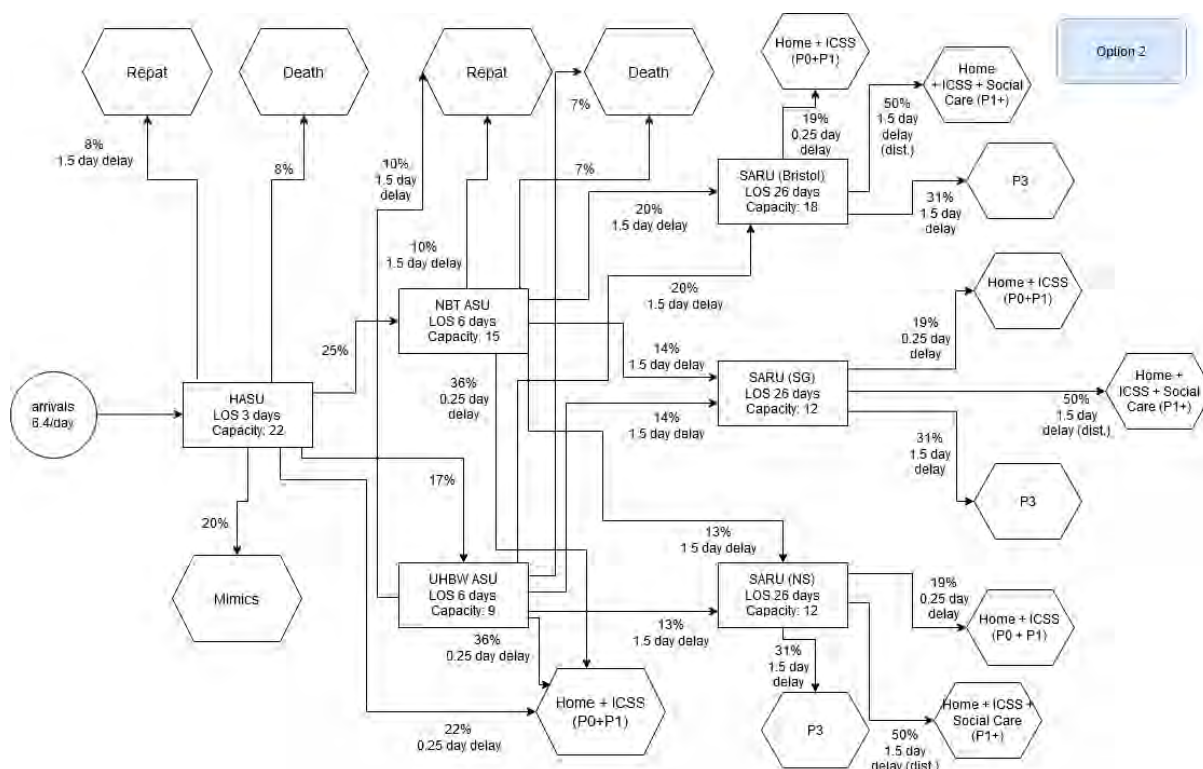 Repat
Death
Repat
Death
Home + ICSS
(P0+P1)
Option 2
Home
+ ICSS + Social
Care (P1+)
8%
1.5 day delay
8%
10%
1.5 day
delay
7%
7%
19%
0.25 day
delay
50%
1.5 day
delay
(dist.)
SARU (Bristol)
LOS 26 days
Capacity: 18
P3
31%
1.5 day
delay
20%
1.5 day delay
10%
1.5 day delay
20%
1.5 day delay
NBT ASU
LOS 6 days
Capacity: 15
Home + ICSS
(P0+P1)
25%
14%
1.5 day delay
19%
0.25 day
delay
36%
0.25 day
delay
SARU (SG)
LOS 26 days
Capacity: 12
Home +
ICSS + Social
Care (P1+)
arrivals
6.4/day
HASU
LOS 3 days
Capacity: 22
14%
1.5 day delay
50%
1.5 day
delay (dist.)
31%
1.5 day
delay
17%
P3
20%
13%
1 5 day delay
Mimics
UHBW ASU
LOS 6 days
Capacity: 9
SARU (NS)
LOS 26 days
Capacity: 12
19%
0.25 day
delay
Home + ICSS
(P0 + P1)
36%
0.25 day delay
13%
1.5 day delay
31%
1.5 day
delay
Home + ICSS
(P0+P1)
P3
Home + ICSS +
Social Care
(P1+)
22%
0.25 day delay
50%
1.5 day
delay (dist.)